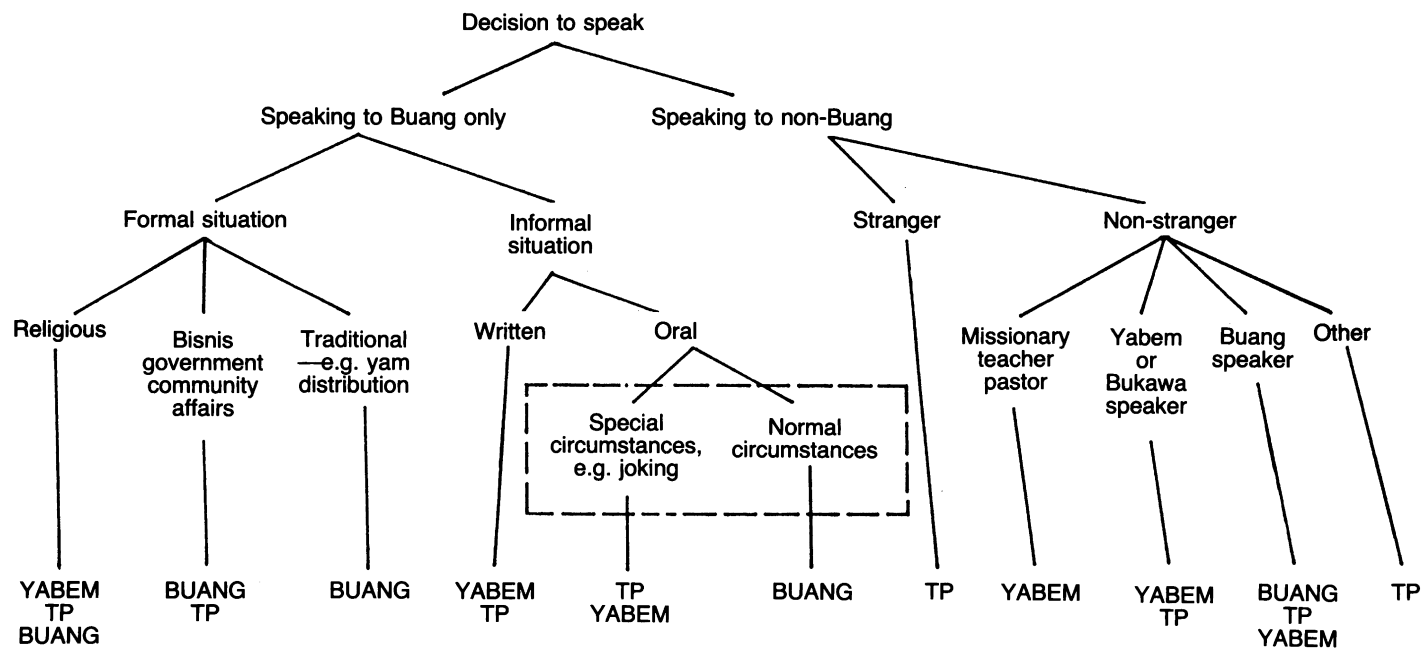 Decision to speak
Speaking to Buang only
Speaking to non-Buang
Formal situation
Informal
situation
Stranger
Non-stranger
Religious
Bisnis
government
community
affairs
Traditional
—e.g. yam
distribution
Written
Oral
Missionary
teacher
pastor
Yabem
or
Bukawa
speaker
Buang
speaker
Other
Special
circumstances,
e.g. joking
Normal
circumstances
YABEM
TP
BUANG
BUANG
TP
BUANG
YABEM
TP
TP
YABEM
BUANG
TP
YABEM
YABEM
TP
BUANG
TP
YABEM
TP